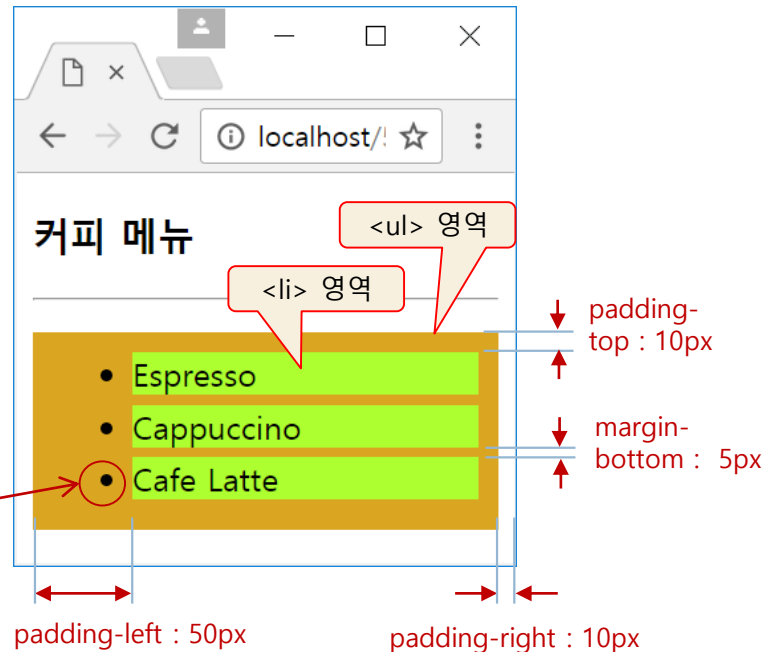 localhost/
커피 메뉴
<ul> 영역
<li> 영역
padding-
top : 10px
• Espresso
• Cappuccino
• Cafe Latte
margin-
bottom : 5px
padding-left : 50px
padding-right : 10px